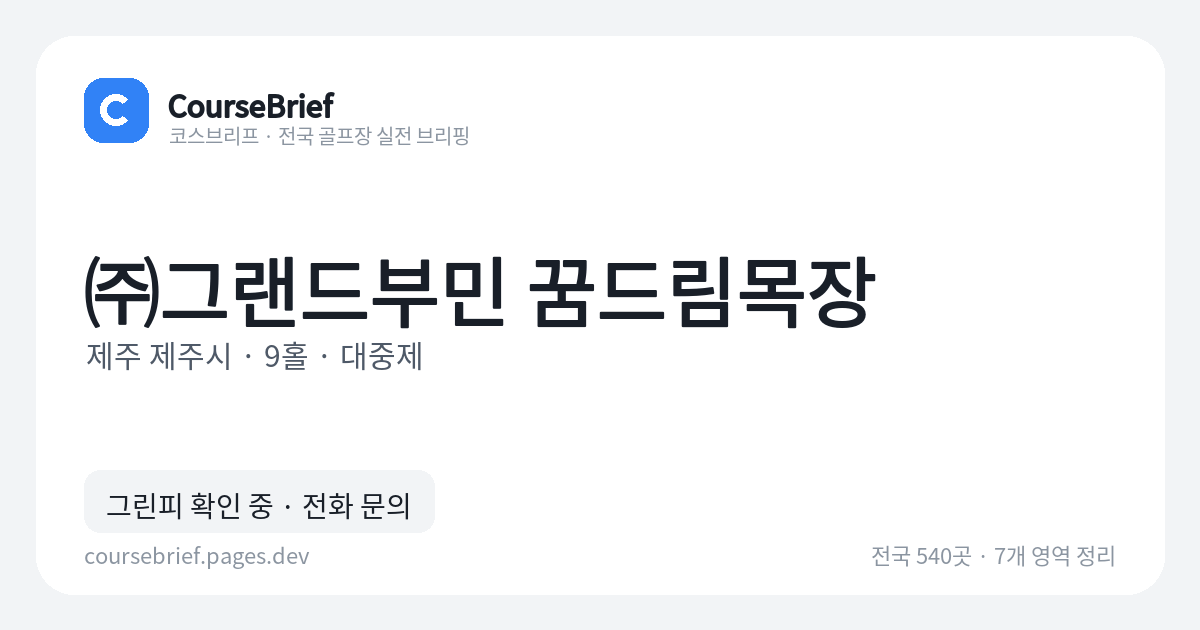 C
CourseBrief
코스브리프 · 전국 골프장 실전 브리핑
㈜그랜드부민 꿈드림목장
제주 제주시 · 9홀 · 대중제
그린피 확인 중 · 전화 문의
coursebrief.pages.dev
전국 540곳 · 7개 영역 정리